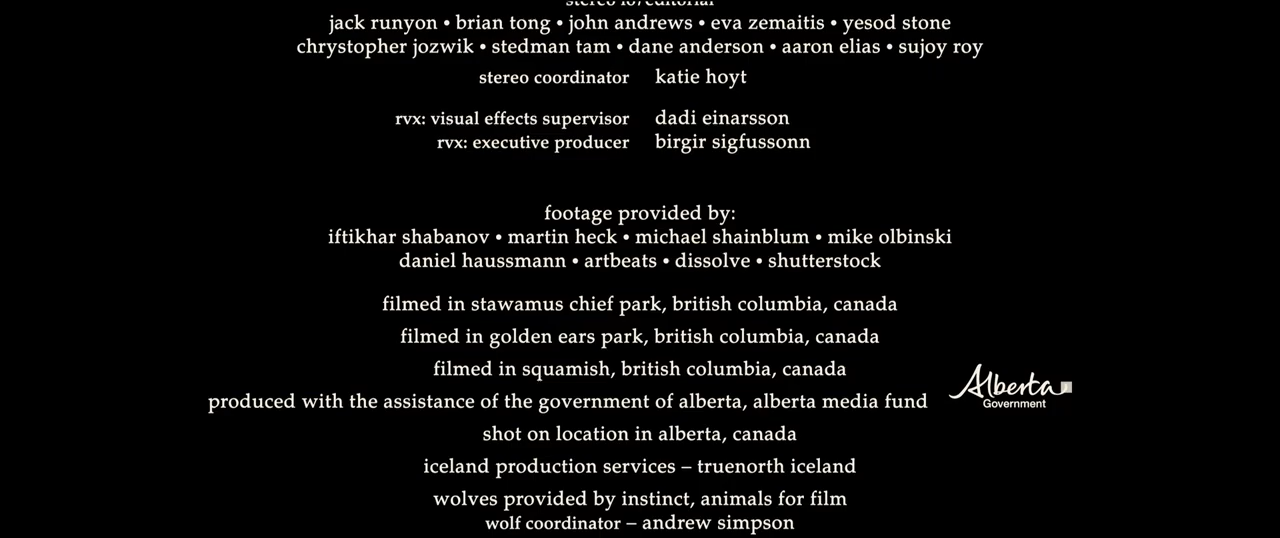 stereo io/editorial
jack runyon • brian tong • john andrews • eva zemaitis • yesod stone
chrystopher jozwik • stedman tam • dane anderson • aaron elias • sujoy roy
stereo coordinator katie hoyt
rvx: visual effects supervisor dadi einarsson
rvx: executive producer birgir sigfussonn
footage provided by:
iftikhar shabanov • martin heck • michael shainblum • mike olbinski
daniel haussmann • artbeats • dissolve • shutterstock
filmed in stawamus chief park, british columbia, canada
filmed in golden ears park, british columbia, canada
filmed in squamish, british columbia, canada
produced with the assistance of the government of alberta, alberta media fund
Alberta
Government
shot on location in alberta, canada
iceland production services – truenorth iceland
wolves provided by instinct, animals for film
wolf coordinator – andrew simpson